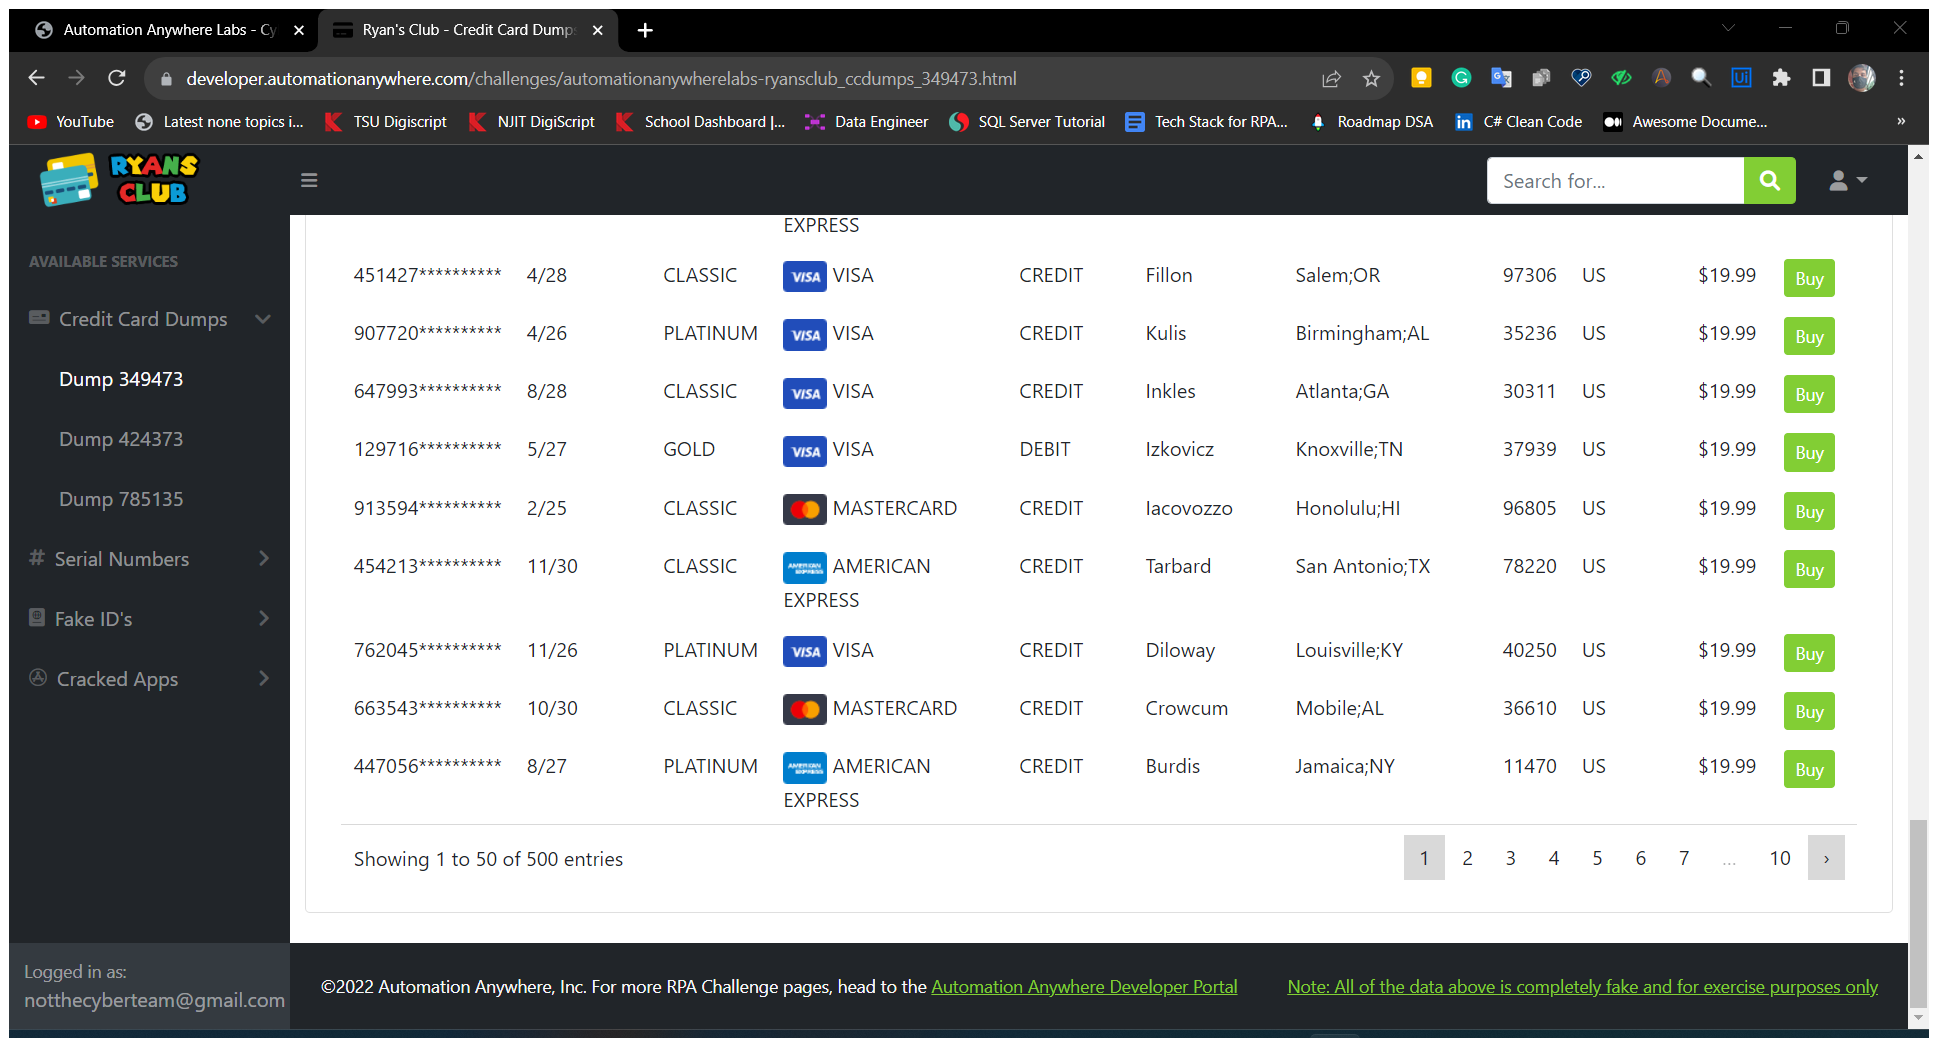 Automation Anywhere Labs - Cy
Ryan's Club - Credit Card Dumps
developer.automationanywhere.com/challenges/automationanywherelabs-ryansclub_ccdumps_349473.html
YouTube Latest none topics i... TSU Digiscript NJIT DigiScript School Dashboard |... Data Engineer SQL Server Tutorial Tech Stack for RPA... Roadmap DSA C# Clean Code Awesome Docume... »
RYANS
CLUB
Search for...
AVAILABLE SERVICES
Credit Card Dumps
Dump 349473
Dump 424373
Dump 785135
# Serial Numbers
Fake ID's
Cracked Apps
Logged in as:
notthecyberteam@gmail.com
EXPRESS
451427********** 4/28 CLASSIC VISA VISA CREDIT Fillon Salem;OR 97306 US $19.99 Buy
907720********** 4/26 PLATINUM VISA VISA CREDIT Kulis Birmingham;AL 35236 US $19.99 Buy
647993********** 8/28 CLASSIC VISA VISA CREDIT Inkles Atlanta;GA 30311 US $19.99 Buy
129716********** 5/27 GOLD VISA VISA DEBIT Izkovicz Knoxville;TN 37939 US $19.99 Buy
913594********** 2/25 CLASSIC MASTERCARD CREDIT Iacovozzo Honolulu;HI 96805 US $19.99 Buy
454213********** 11/30 CLASSIC AMERICAN EXPRESS AMERICAN CREDIT Tarbard San Antonio;TX 78220 US $19.99 Buy
EXPRESS
762045********** 11/26 PLATINUM VISA VISA CREDIT Diloway Louisville;KY 40250 US $19.99 Buy
663543********** 10/30 CLASSIC MASTERCARD CREDIT Crowcum Mobile;AL 36610 US $19.99 Buy
447056********** 8/27 PLATINUM AMERICAN EXPRESS AMERICAN CREDIT Burdis Jamaica;NY 11470 US $19.99 Buy
EXPRESS
Showing 1 to 50 of 500 entries
1 2 3 4 5 6 7 ... 10 ›
©2022 Automation Anywhere, Inc. For more RPA Challenge pages, head to the Automation Anywhere Developer Portal
Note: All of the data above is completely fake and for exercise purposes only